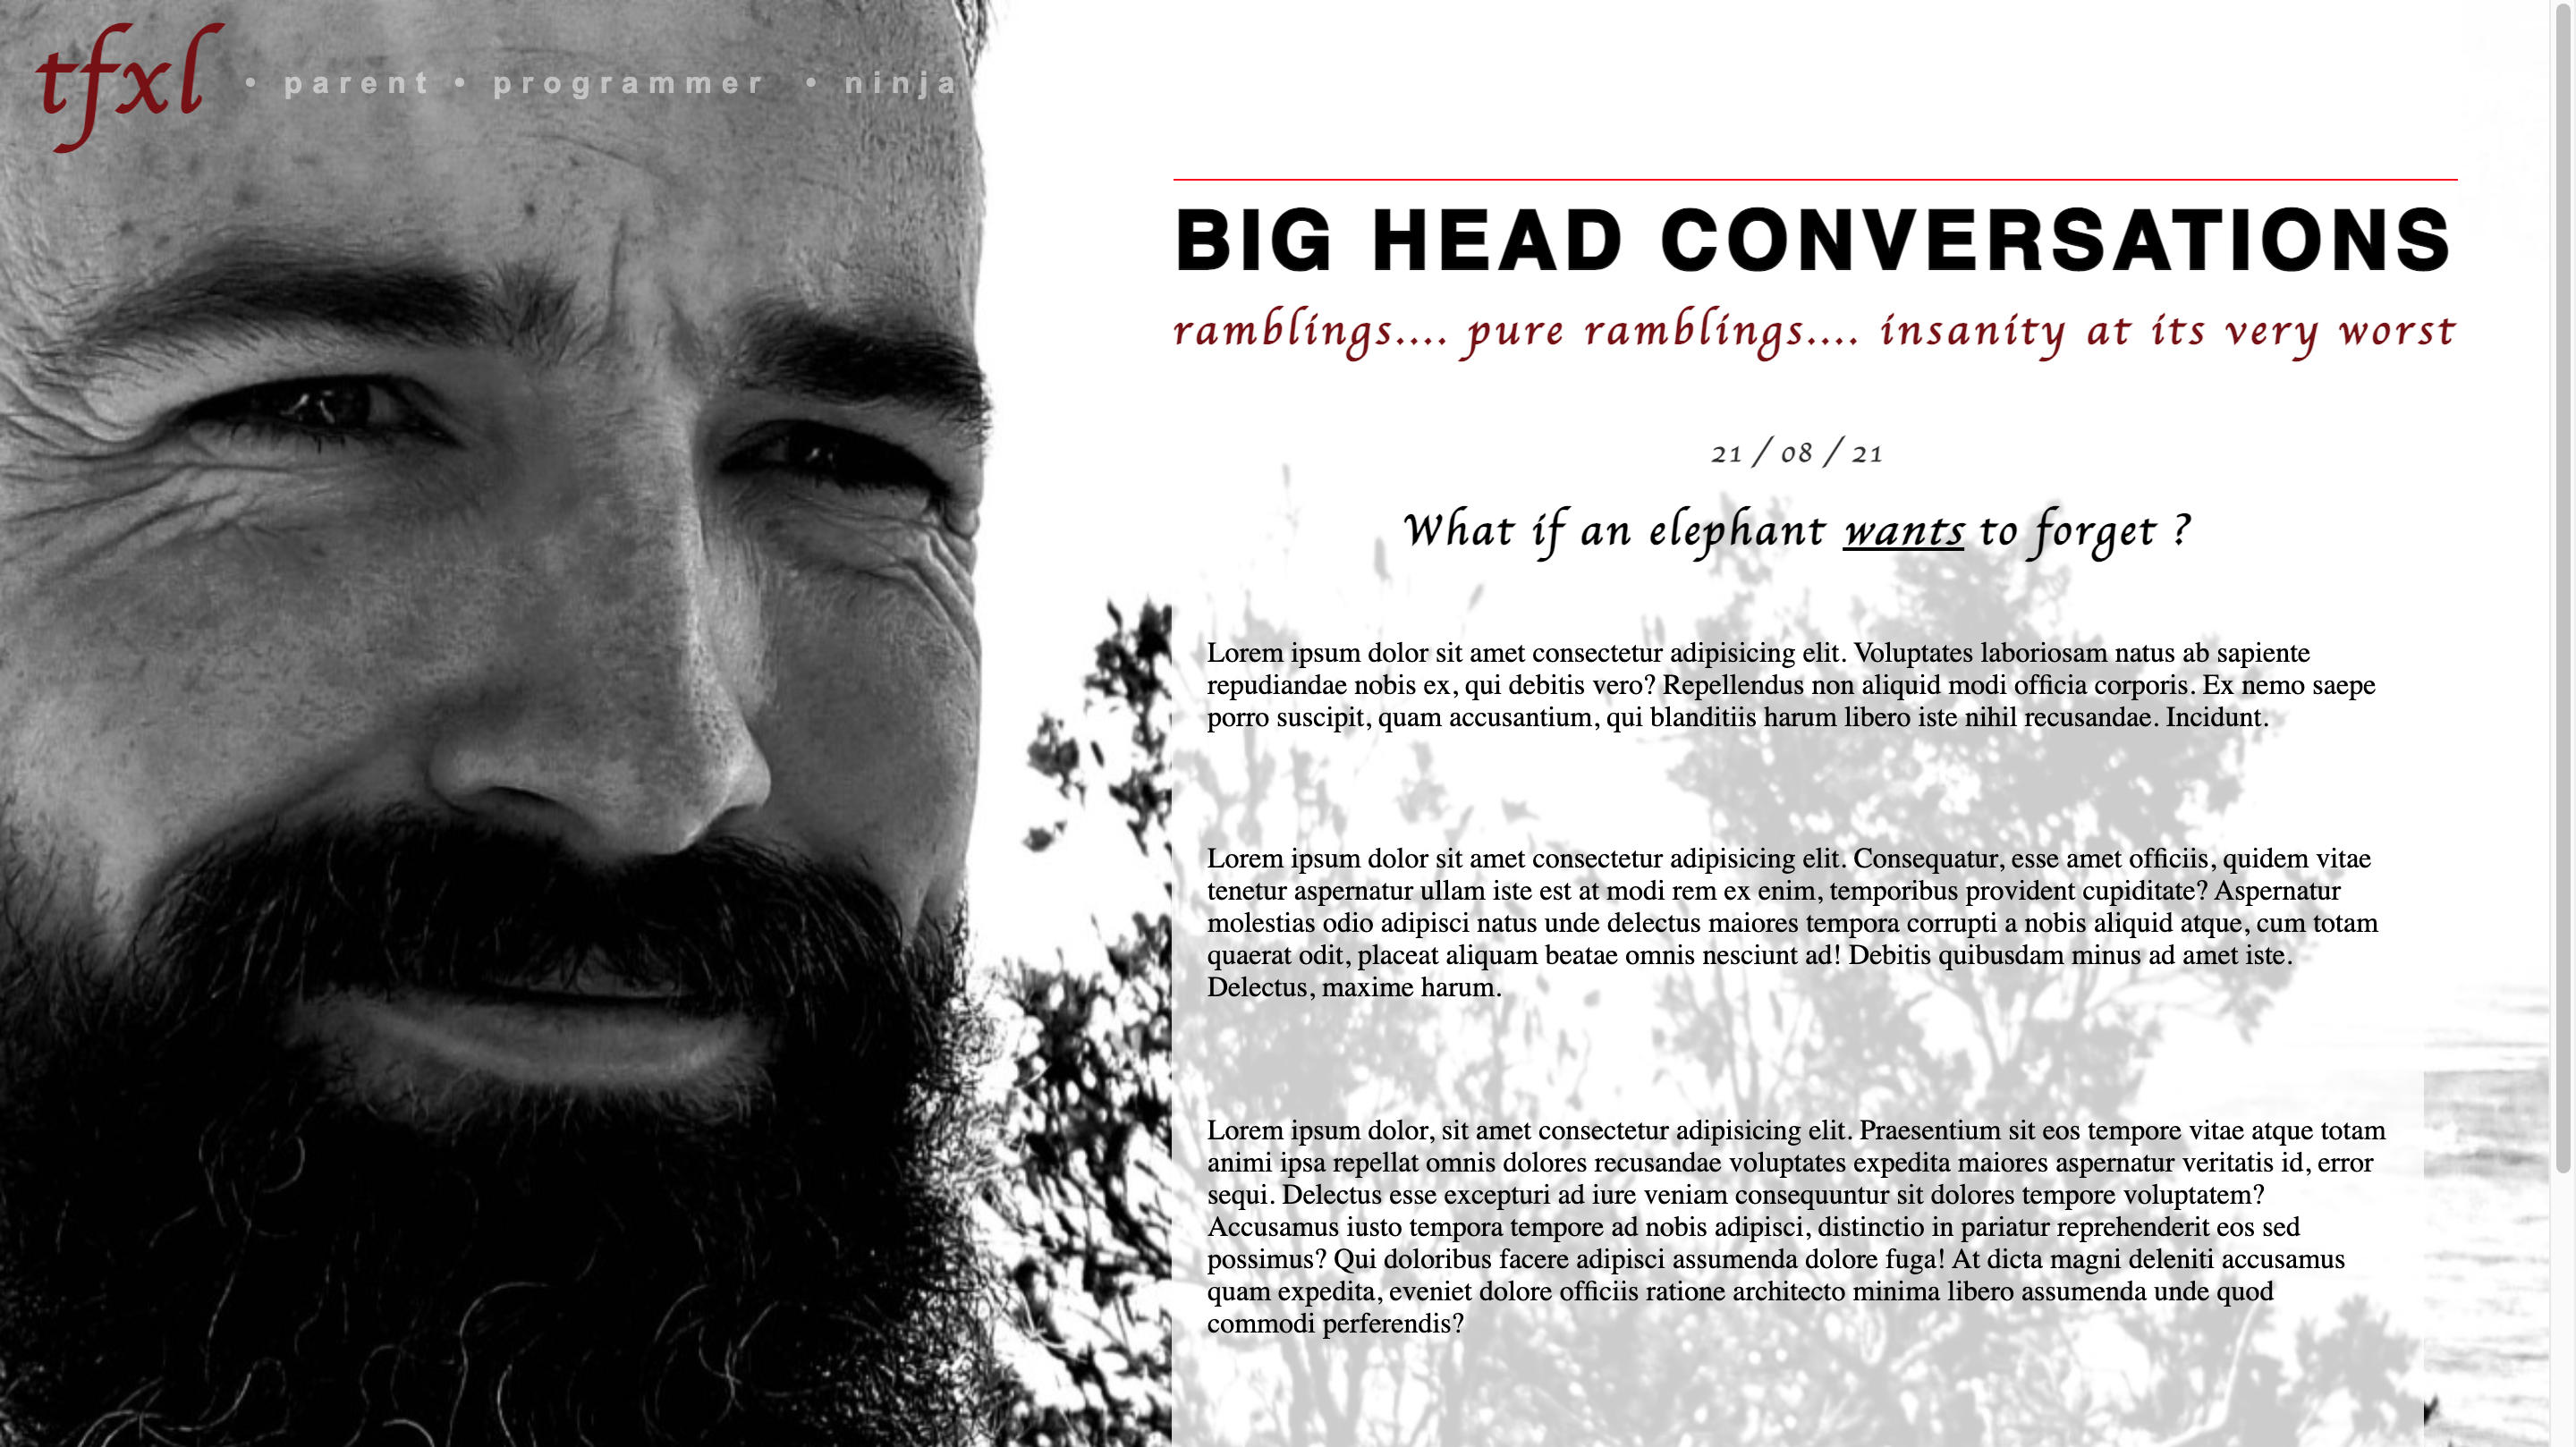 tfxl • parent • programmer • ninja
BIG HEAD CONVERSATIONS
ramblings.... pure ramblings.... insanity at its very worst
21 / 08 / 21
What if an elephant wants to forget ?
Lorem ipsum dolor sit amet consectetur adipisicing elit. Voluptates laboriosam natus ab sapiente
repudiandae nobis ex, qui debitis vero? Repellendus non aliquid modi officia corporis. Ex nemo saepe
porro suscipit, quam accusantium, qui blanditiis harum libero iste nihil recusandae. Incidunt.
Lorem ipsum dolor sit amet consectetur adipisicing elit. Consequatur, esse amet officiis, quidem vitae
tenetur aspernatur ullam iste est at modi rem ex enim, temporibus provident cupiditate? Aspernatur
molestias odio adipisci natus unde delectus maiores tempora corrupti a nobis aliquid atque, cum totam
quaerat odit, placeat aliquam beatae omnis nesciunt ad! Debitis quibusdam minus ad amet iste.
Delectus, maxime harum.
Lorem ipsum dolor, sit amet consectetur adipisicing elit. Praesentium sit eos tempore vitae atque totam
animi ipsa repellat omnis dolores recusandae voluptates expedita maiores aspernatur veritatis id, error
sequi. Delectus esse excepturi ad iure veniam consequuntur sit dolores tempore voluptatem?
Accusamus iusto tempora tempore ad nobis adipisci, distinctio in pariatur reprehenderit eos sed
possimus? Qui doloribus facere adipisci assumenda dolore fuga! At dicta magni deleniti accusamus
quam expedita, eveniet dolore officiis ratione architecto minima libero assumenda unde quod
commodi perferendis?